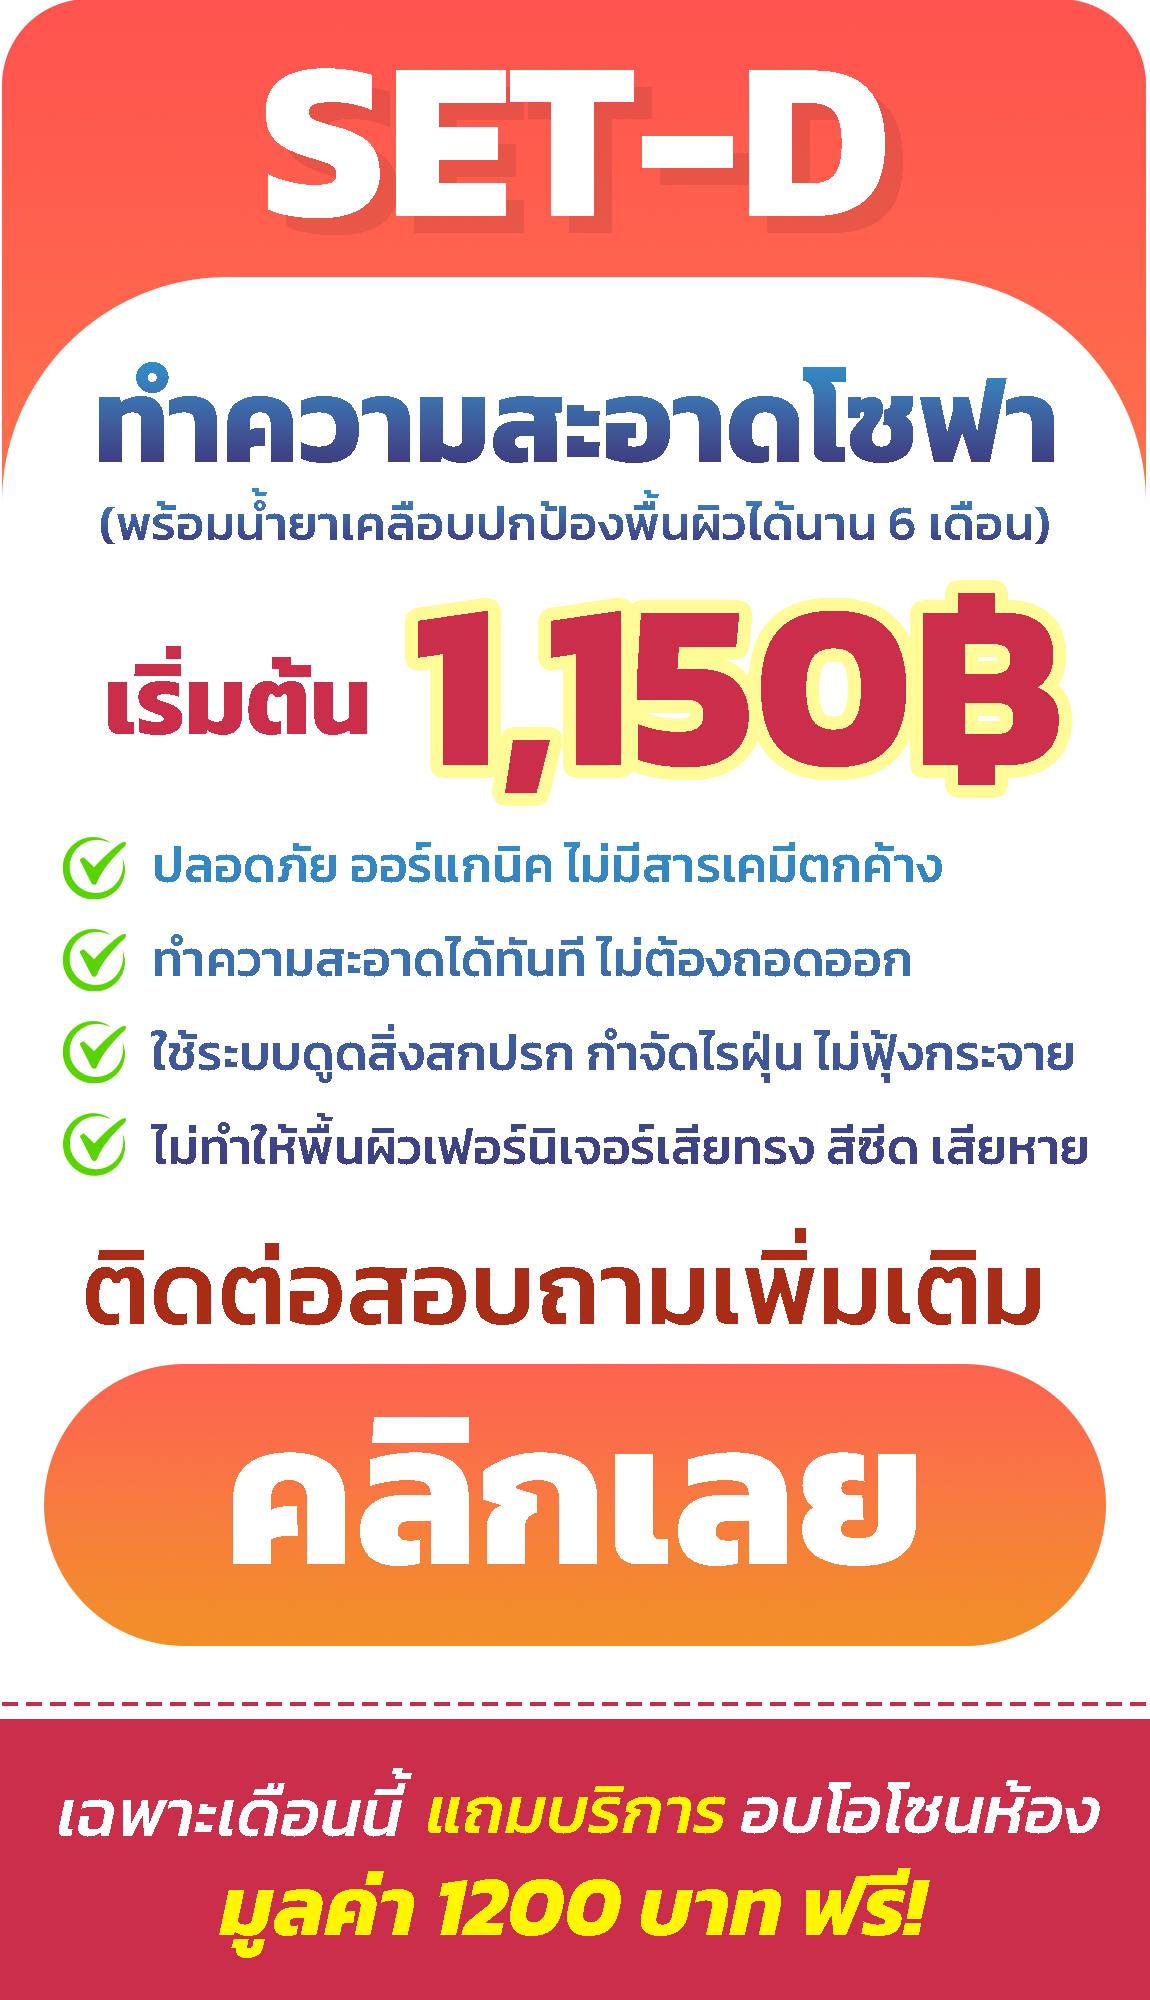 SET-D
ทำความสะอาดโซฟา
(พร้อมน้ำยาเคลือบปกป้องพื้นผิวได้นาน 6 เดือน)
เริ่มต้น 1,150฿
ปลอดภัย ออร์แกนิค ไม่มีสารเคมีตกค้าง
ทำความสะอาดได้ทันที ไม่ต้องถอดออก
ใช้ระบบดูดสิ่งสกปรก กำจัดไรฝุ่น ไม่ฟุ้งกระจาย
ไม่ทำให้พื้นผิวเฟอร์นิเจอร์เสียทรง สีซีด เสียหาย
ติดต่อสอบถามเพิ่มเติม
คลิกเลย
เฉพาะเดือนนี้ แถมบริการ อบโอโซนห้อง
มูลค่า 1200 บาท ฟรี!